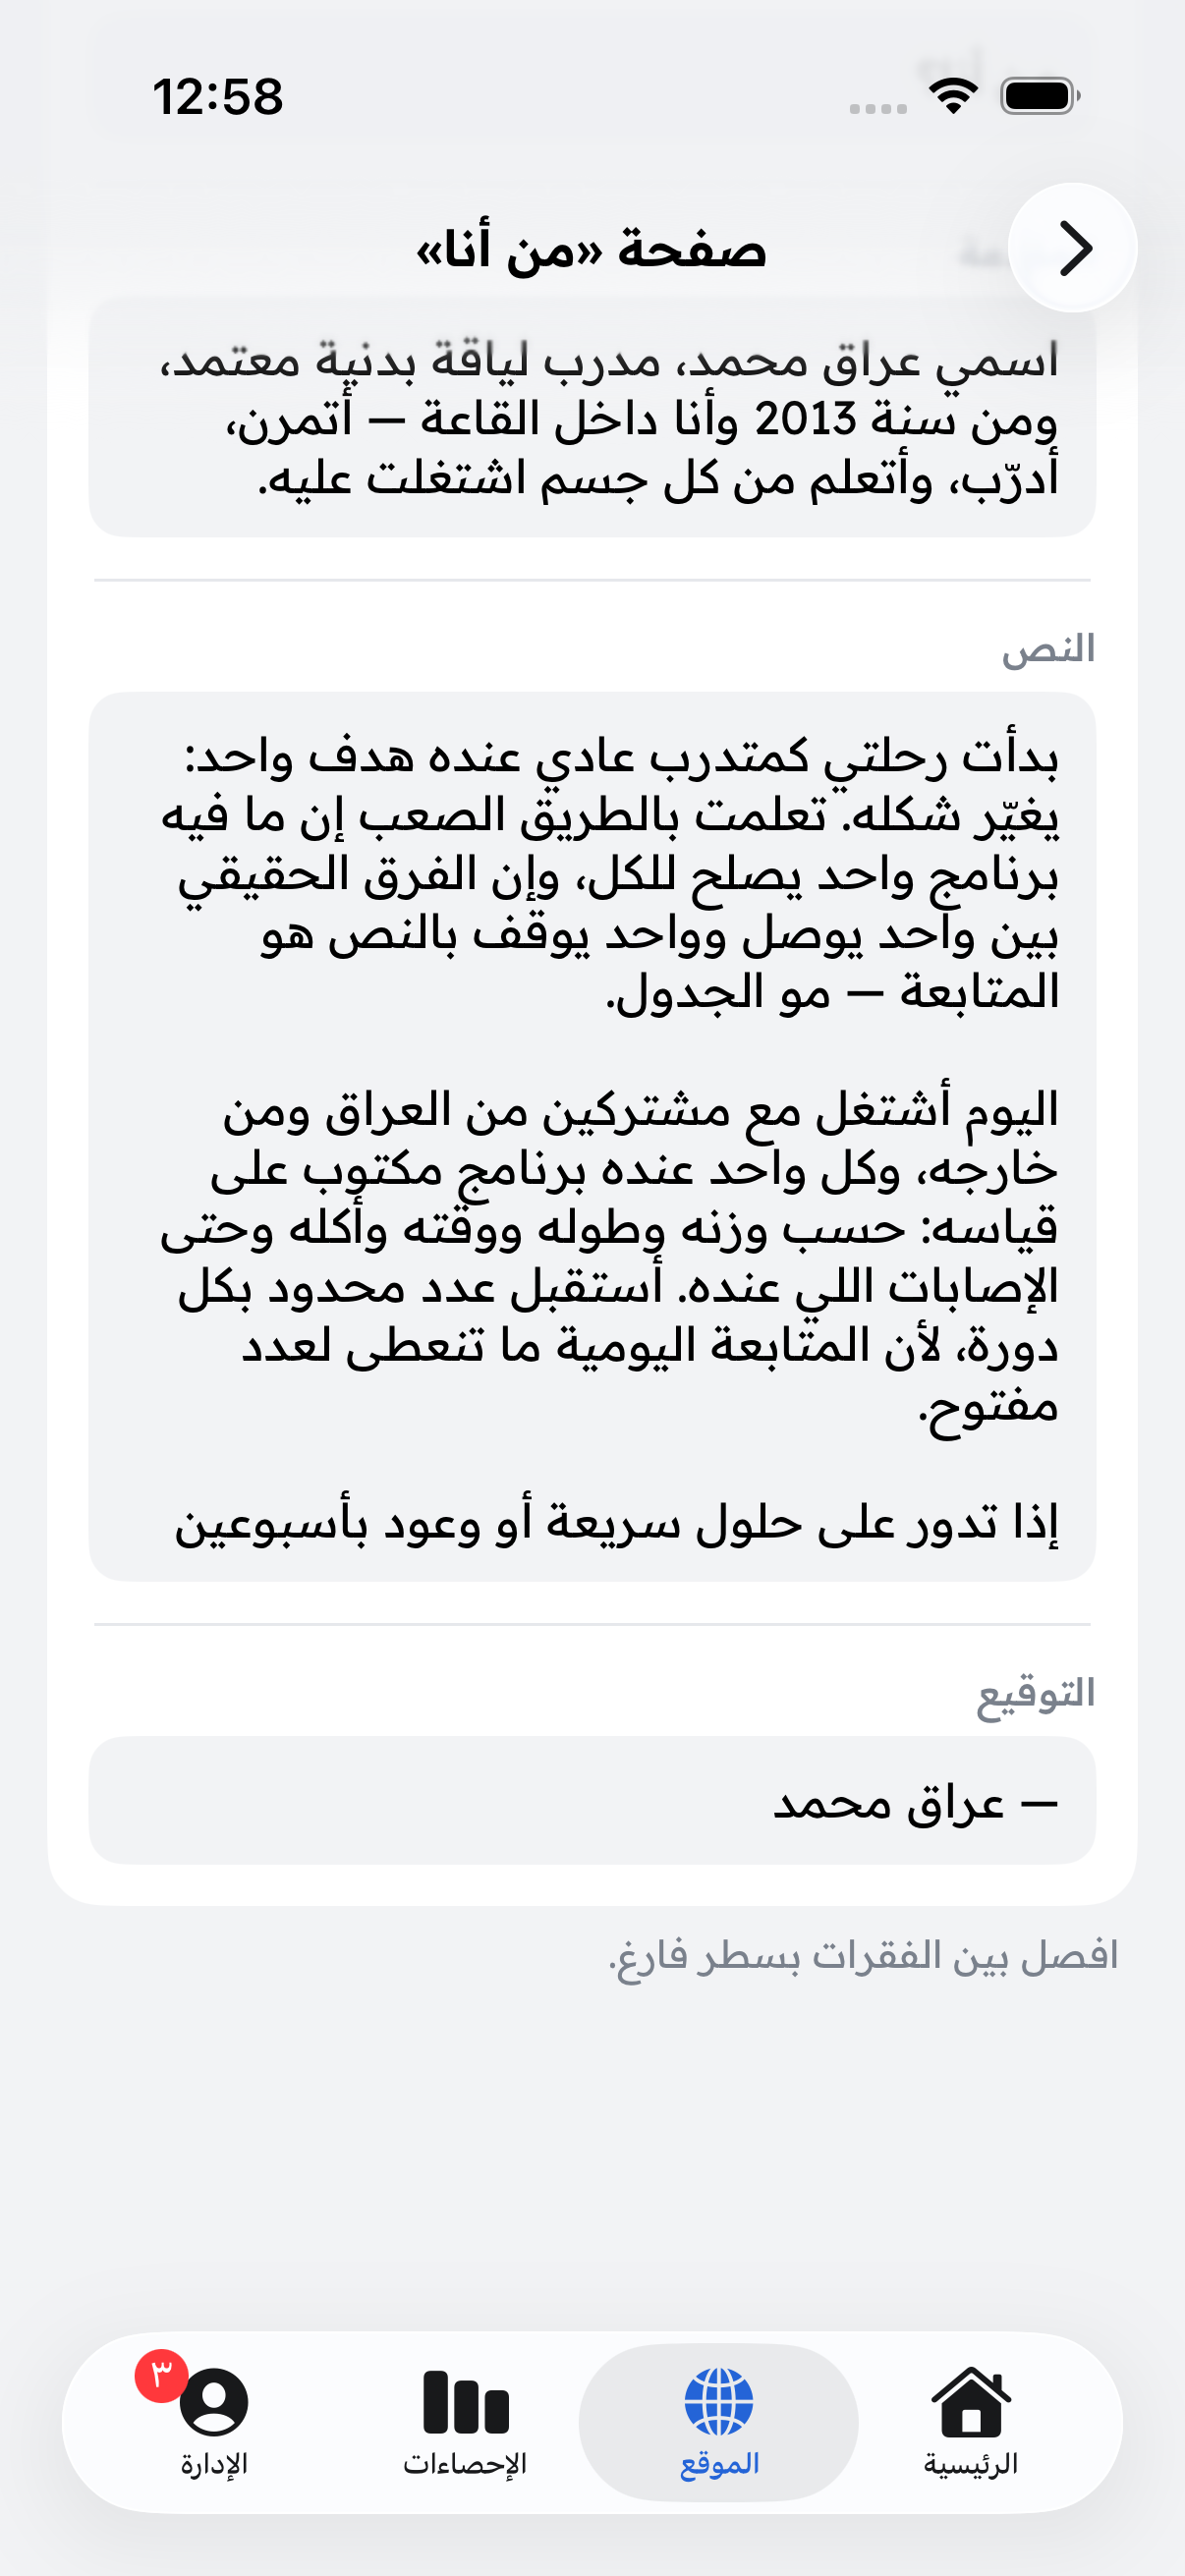 12:58
صفحة «من أنا»
اسمي عراق محمد، مدرب لياقة بدنية معتمد،
ومن سنة 2013 وأنا داخل القاعة — أتمرن،
أدرّب، وأتعلم من كل جسم اشتغلت عليه.
النص
بدأت رحلتي كمتدرب عادي عنده هدف واحد:
يغيّر شكله. تعلمت بالطريق الصعب إن ما فيه
برنامج واحد يصلح للكل، وإن الفرق الحقيقي
بين واحد يوصل وواحد يوقف بالنص هو
المتابعة — مو الجدول.
اليوم أشتغل مع مشتركين من العراق ومن
خارجه، وكل واحد عنده برنامج مكتوب على
قياسه: حسب وزنه وطوله ووقته وأكله وحتى
الإصابات اللي عنده. أستقبل عدد محدود بكل
دورة، لأن المتابعة اليومية ما تنعطى لعدد
مفتوح.
إذا تدور على حلول سريعة أو وعود بأسبوعين
التوقيع
— عراق محمد
افصل بين الفقرات بسطر فارغ.
الرئيسية
الموقع
الإحصاءات
٣
الإدارة